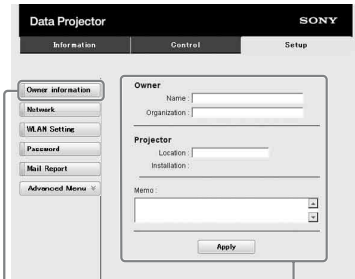 Data Projector
SONY
Information
Control
Setup
Owner information
Network
WLAN Setting
Password
Mail Report
Advanced Menu
Owner
Name :
Organization :
Projector
Location :
Installation :
Memo :
Apply